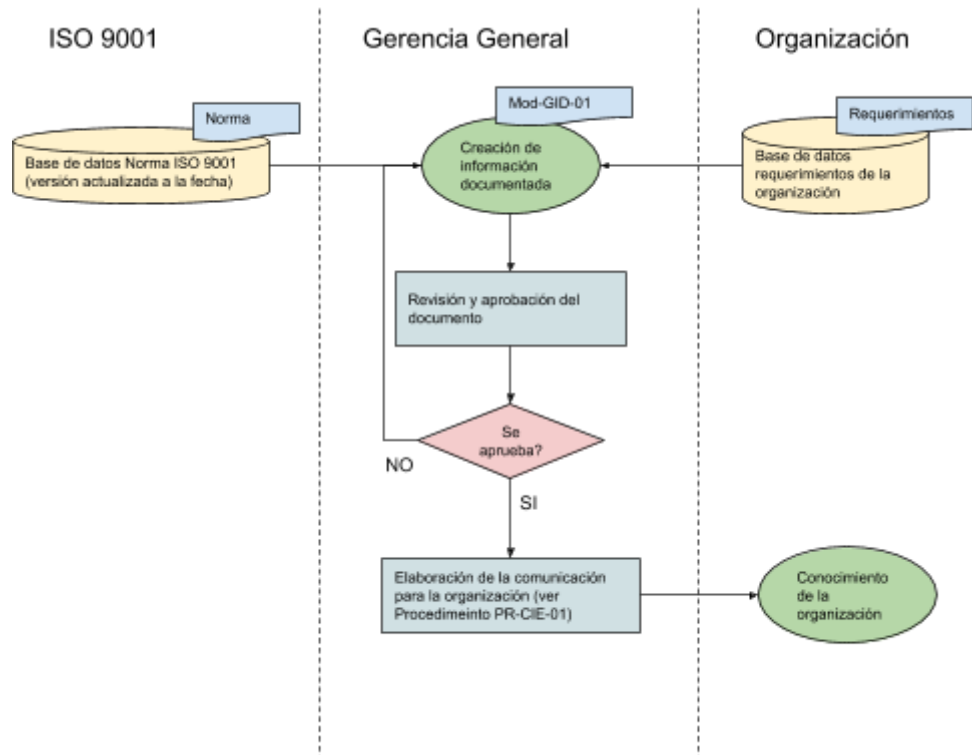 ISO 9001
Gerencia General
Organización
Norma
Base de datos Norma ISO 9001
(versión actualizada a la fecha)
Mod-GID-01
Creación de
información
documentada
Requerimientos
Base de datos
requerimientos de la
organización
Revisión y aprobación del
documento
Se
aprueba?
NO
SI
Elaboración de la comunicación
para la organización (ver
Procedimeinto PR-CIE-01)
Conocimiento
de la
organización